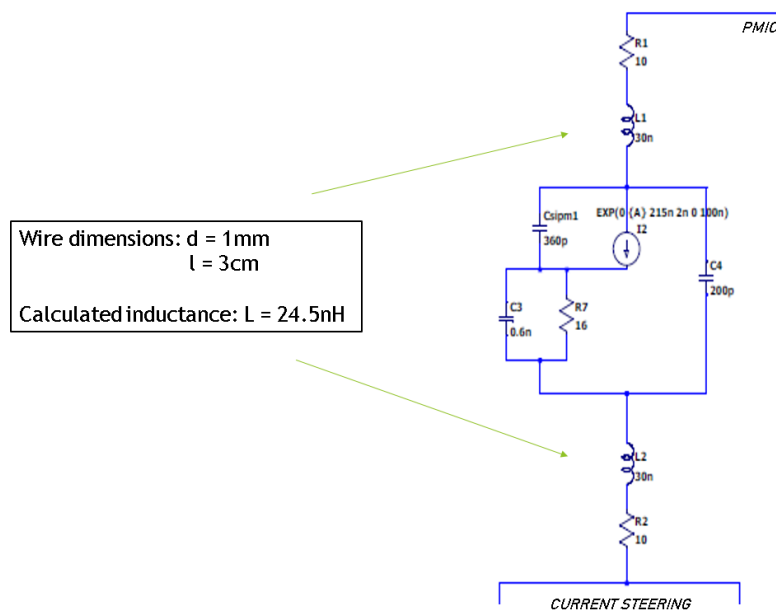 PMIC
R1
10
L1
30n
Wire dimensions: d = 1mm
l = 3cm
Calculated inductance: L = 24.5nH
Csipm1
360p
EXP(0 {A} 215n 2n 0 100n)
I2
C4
200p
C3
0.6n
R7
16
L2
30n
R2
10
CURRENT STEERING